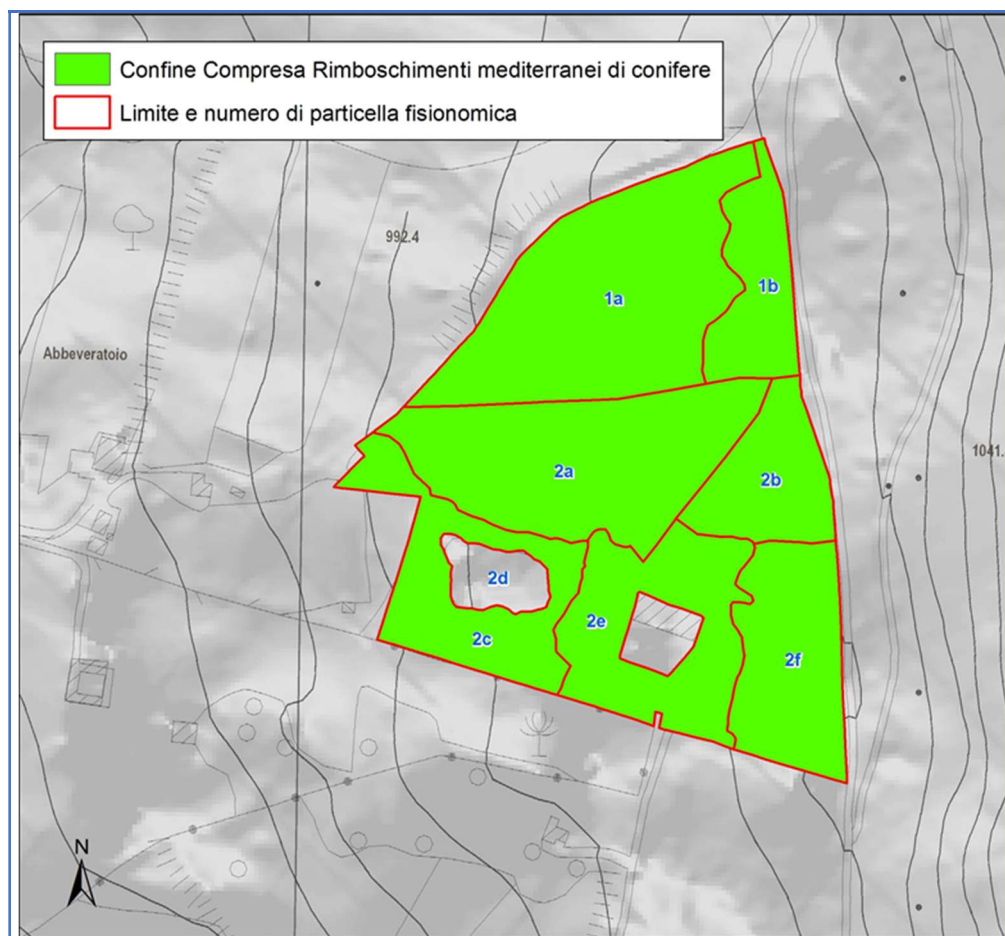 Confine Compresa Rimboschimenti mediterranei di conifere
Limite e numero di particella fisionomica
992.4
1a
1b
Abbeveratoio
1041.
2a
2b
2d
2e
2c
2f
N